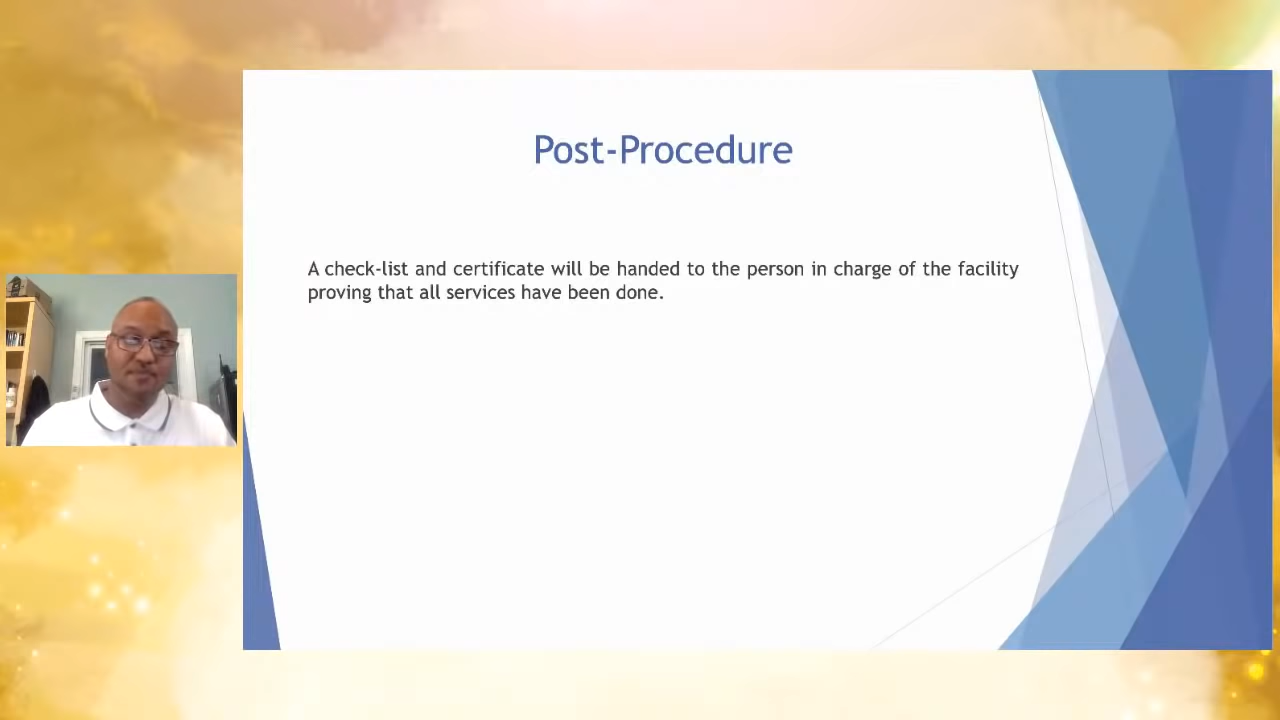 Post-Procedure
A check-list and certificate will be handed to the person in charge of the facility
proving that all services have been done.